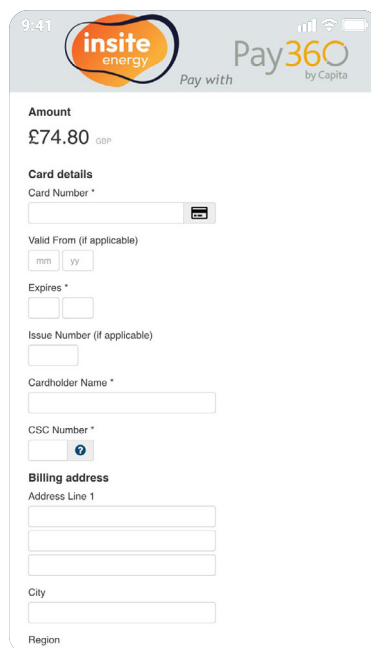 9:41
insite
energy
Pay with
Pay360
by Capita
Amount
£74.80 GBP
Card details
Card Number *
Valid From (if applicable)
mm yy
Expires *
Issue Number (if applicable)
Cardholder Name *
CSC Number *
?
Billing address
Address Line 1
City
Region